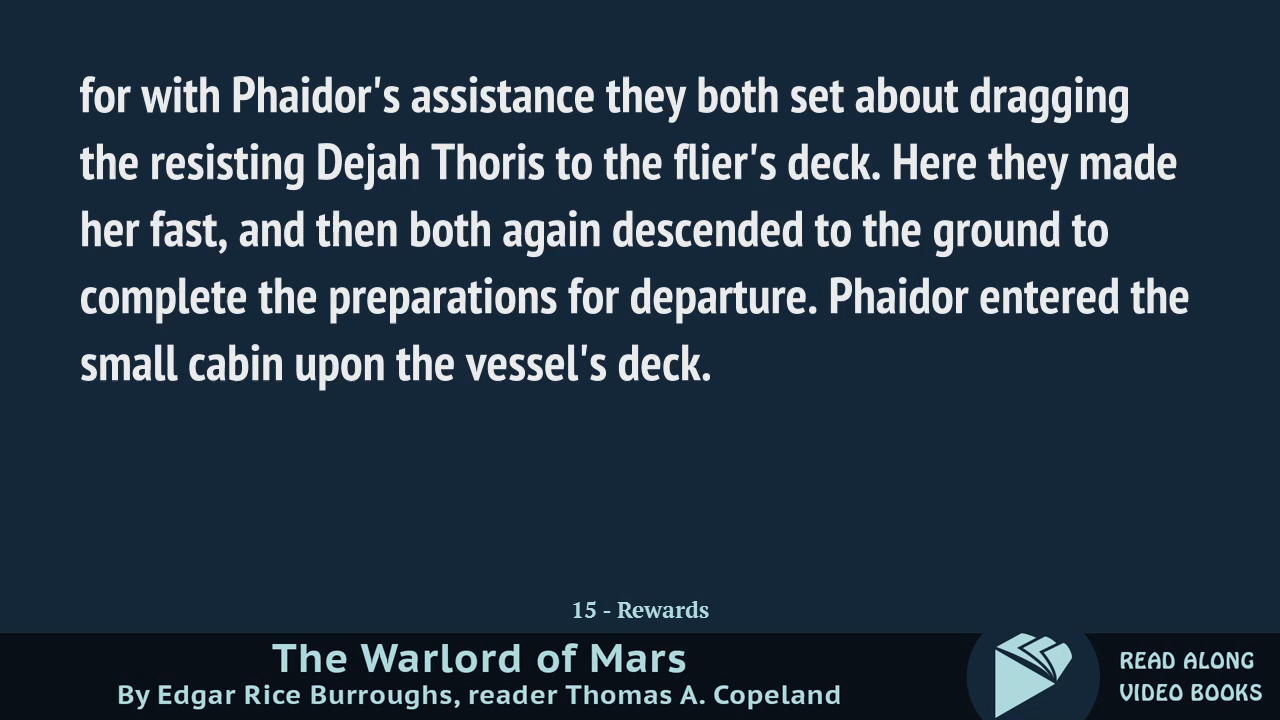 for with Phaidor's assistance they both set about dragging
the resisting Dejah Thoris to the flier's deck. Here they made
her fast, and then both again descended to the ground to
complete the preparations for departure. Phaidor entered the
small cabin upon the vessel's deck.
15 - Rewards
The Warlord of Mars
By Edgar Rice Burroughs, reader Thomas A. Copeland
READ ALONG
VIDEO BOOKS